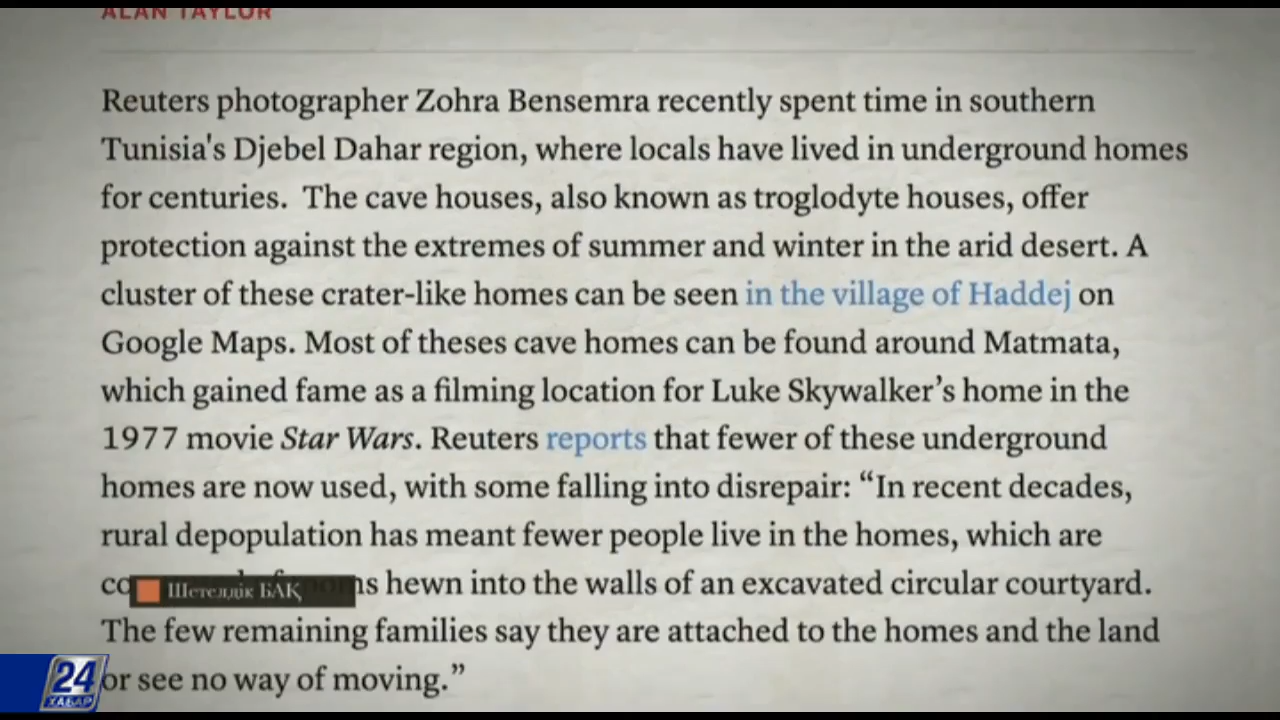 ALAN TAYLOR
Reuters photographer Zohra Bensemra recently spent time in southern
Tunisia's Djebel Dahar region, where locals have lived in underground homes
for centuries.  The cave houses, also known as troglodyte houses, offer
protection against the extremes of summer and winter in the arid desert. A
cluster of these crater-like homes can be seen in the village of Haddej on
Google Maps. Most of theses cave homes can be found around Matmata,
which gained fame as a filming location for Luke Skywalker’s home in the
1977 movie Star Wars. Reuters reports that fewer of these underground
homes are now used, with some falling into disrepair: “In recent decades,
rural depopulation has meant fewer people live in the homes, which are
hewn into the walls of an excavated circular courtyard.
Шетелдік БАҚ
The few remaining families say they are attached to the homes and the land
or see no way of moving.”
24
ХАБАР